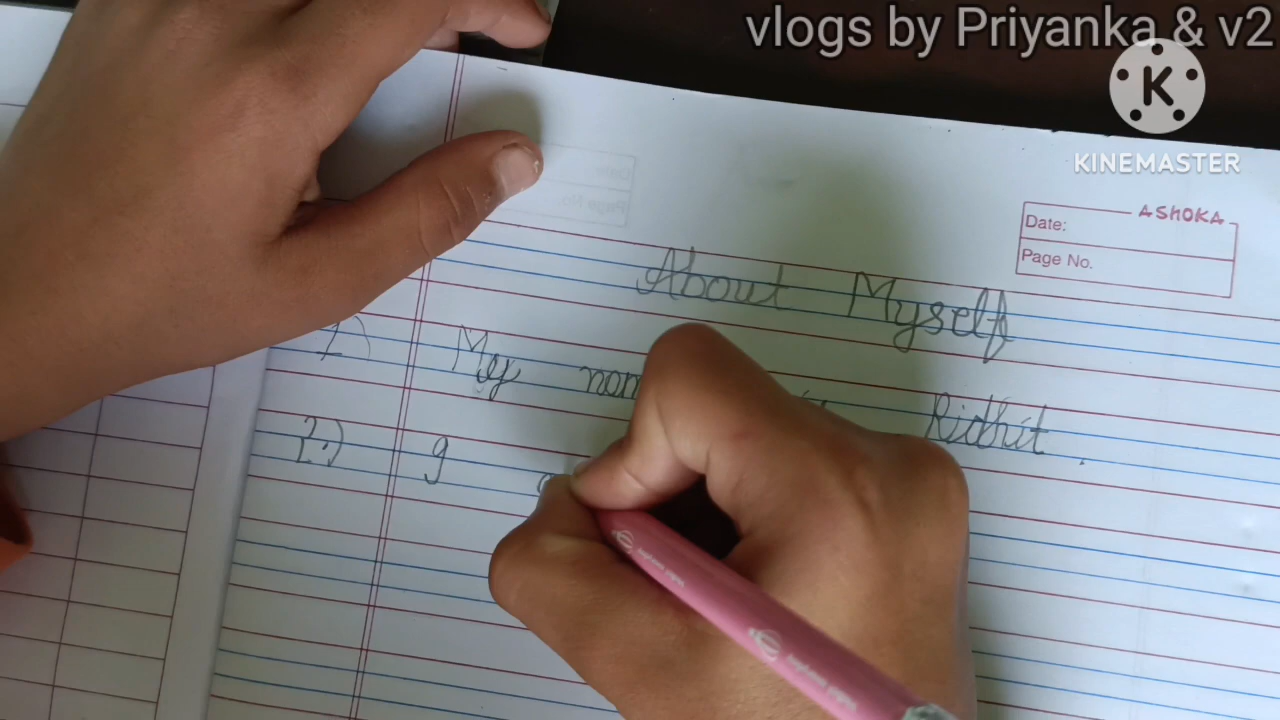 vlogs by Priyanka & v2
K
KINEMASTER
ASHOKA
Date:
Page No.
About Myself
1) My nam Ridhit.
2.) I